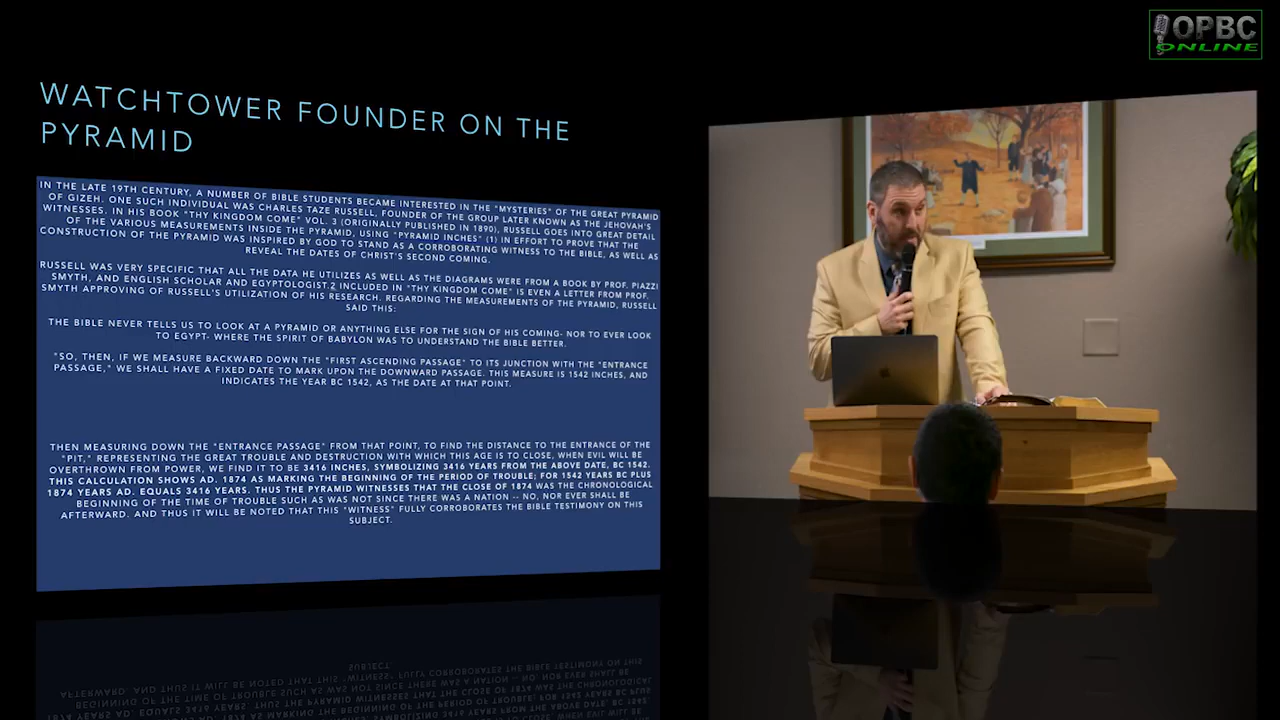 OPBC
ONLINE
WATCHTOWER FOUNDER ON THE
PYRAMID
IN THE LATE 19TH CENTURY, A NUMBER OF BIBLE STUDENTS BECAME INTERESTED IN THE "MYSTERIES" OF THE GREAT PYRAMID
OF GIZEH. ONE SUCH INDIVIDUAL WAS CHARLES TAZE RUSSELL, FOUNDER OF THE GROUP LATER KNOWN AS THE JEHOVAH'S
WITNESSES. IN HIS BOOK "THY KINGDOM COME" VOL. 3 (ORIGINALLY PUBLISHED IN 1890), RUSSELL GOES INTO GREAT DETAIL
OF THE VARIOUS MEASUREMENTS INSIDE THE PYRAMID, USING "PYRAMID INCHES" (1) IN EFFORT TO PROVE THAT THE
CONSTRUCTION OF THE PYRAMID WAS INSPIRED BY GOD TO STAND AS A CORROBORATING WITNESS TO THE BIBLE, AS WELL AS
REVEAL THE DATES OF CHRIST'S SECOND COMING.
RUSSELL WAS VERY SPECIFIC THAT ALL THE DATA HE UTILIZES AS WELL AS THE DIAGRAMS WERE FROM A BOOK BY PROF. PIAZZI
SMYTH, AND ENGLISH SCHOLAR AND EGYPTOLOGIST.2 INCLUDED IN "THY KINGDOM COME" IS EVEN A LETTER FROM PROF.
SMYTH APPROVING OF RUSSELL'S UTILIZATION OF HIS RESEARCH. REGARDING THE MEASUREMENTS OF THE PYRAMID, RUSSELL
SAID THIS:
THE BIBLE NEVER TELLS US TO LOOK AT A PYRAMID OR ANYTHING ELSE FOR THE SIGN OF HIS COMING- NOR TO EVER LOOK
TO EGYPT- WHERE THE SPIRIT OF BABYLON WAS TO UNDERSTAND THE BIBLE BETTER.
"SO, THEN, IF WE MEASURE BACKWARD DOWN THE "FIRST ASCENDING PASSAGE" TO ITS JUNCTION WITH THE "ENTRANCE
PASSAGE," WE SHALL HAVE A FIXED DATE TO MARK UPON THE DOWNWARD PASSAGE. THIS MEASURE IS 1542 INCHES, AND
INDICATES THE YEAR BC 1542, AS THE DATE AT THAT POINT.
THEN MEASURING DOWN THE "ENTRANCE PASSAGE" FROM THAT POINT, TO FIND THE DISTANCE TO THE ENTRANCE OF THE
"PIT," REPRESENTING THE GREAT TROUBLE AND DESTRUCTION WITH WHICH THIS AGE IS TO CLOSE, WHEN EVIL WILL BE
OVERTHROWN FROM POWER, WE FIND IT TO BE 3416 INCHES, SYMBOLIZING 3416 YEARS FROM THE ABOVE DATE, BC 1542.
THIS CALCULATION SHOWS AD. 1874 AS MARKING THE BEGINNING OF THE PERIOD OF TROUBLE; FOR 1542 YEARS BC PLUS
1874 YEARS AD. EQUALS 3416 YEARS. THUS THE PYRAMID WITNESSES THAT THE CLOSE OF 1874 WAS THE CHRONOLOGICAL
BEGINNING OF THE TIME OF TROUBLE SUCH AS WAS NOT SINCE THERE WAS A NATION -- NO, NOR EVER SHALL BE
AFTERWARD. AND THUS IT WILL BE NOTED THAT THIS "WITNESS" FULLY CORROBORATES THE BIBLE TESTIMONY ON THIS
SUBJECT.